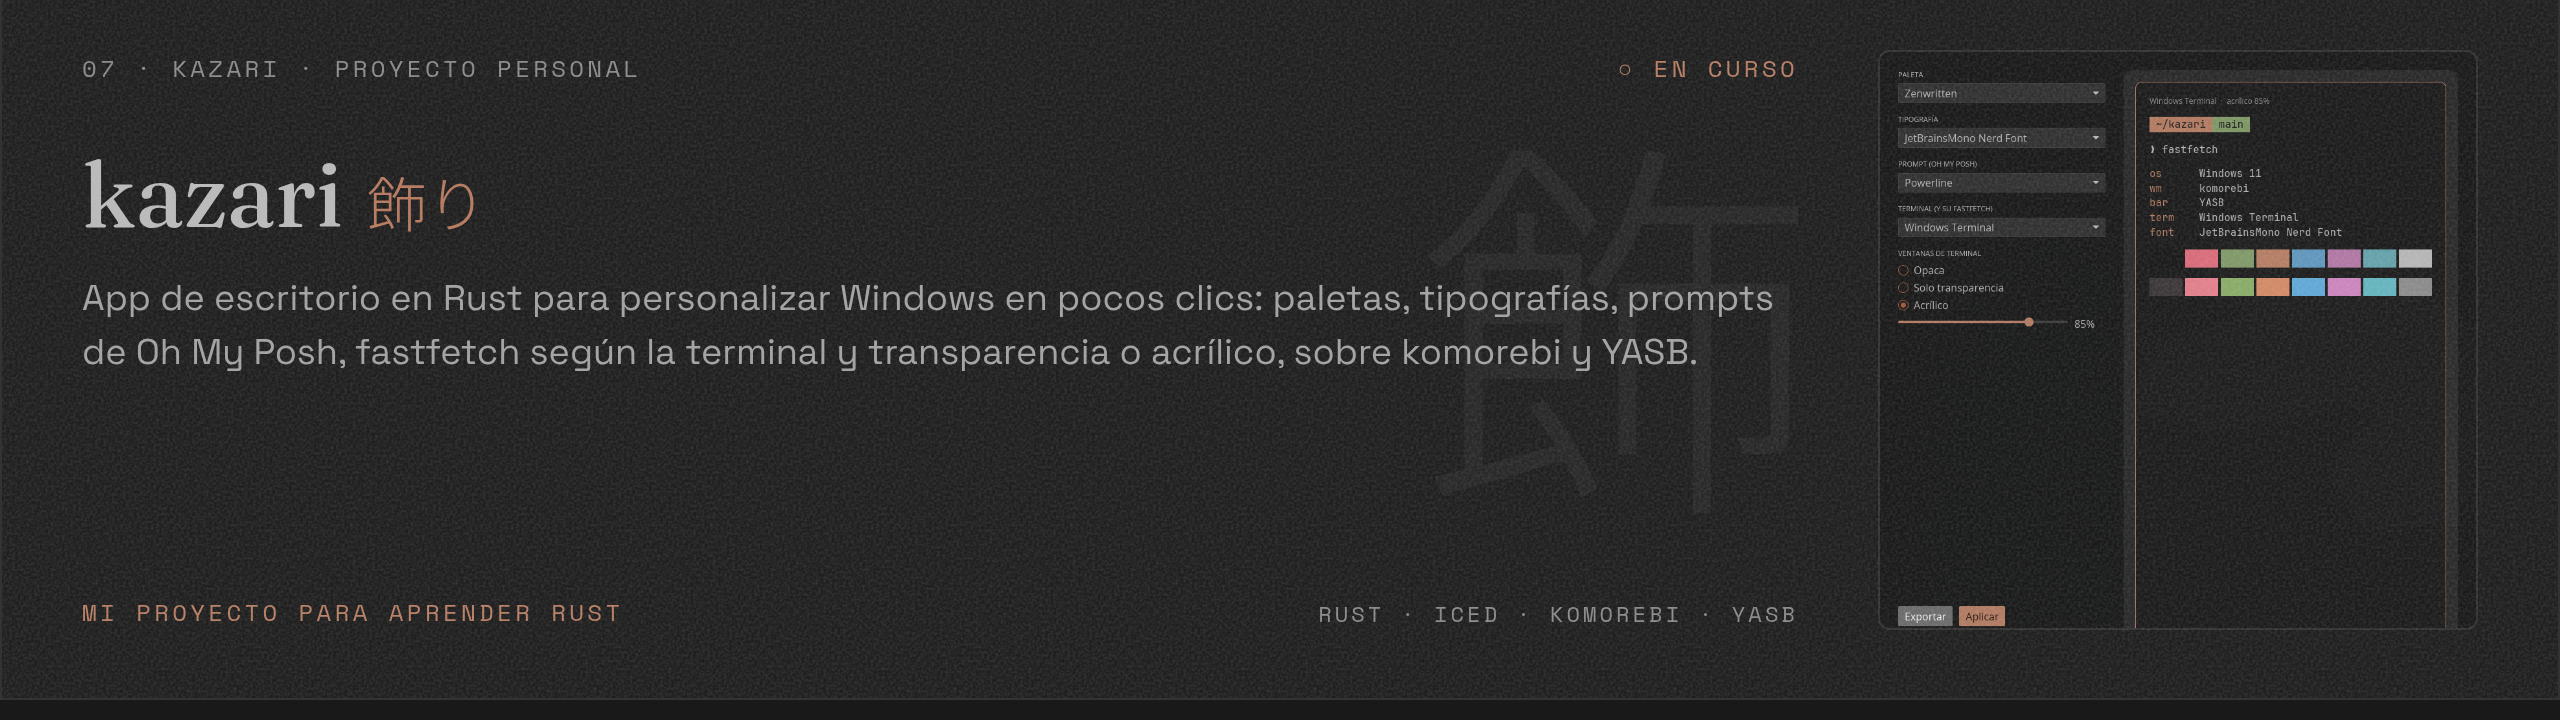 07 · KAZARI · PROYECTO PERSONAL
○ EN CURSO
kazari 飾り
飾
App de escritorio en Rust para personalizar Windows en pocos clics: paletas, tipografías, prompts
de Oh My Posh, fastfetch según la terminal y transparencia o acrílico, sobre komorebi y YASB.
MI PROYECTO PARA APRENDER RUST
RUST · ICED · KOMOREBI · YASB
PALETA
Zenwritten
TIPOGRAFÍA
JetBrainsMono Nerd Font
PROMPT (OH MY POSH)
Powerline
TERMINAL (Y SU FASTFETCH)
Windows Terminal
VENTANAS DE TERMINAL
Opaca
Solo transparencia
Acrílico
85%
Exportar Aplicar
Windows Terminal · acrílico 85%
~/kazari main
❯ fastfetch
os Windows 11
wm komorebi
bar YASB
term Windows Terminal
font JetBrainsMono Nerd Font